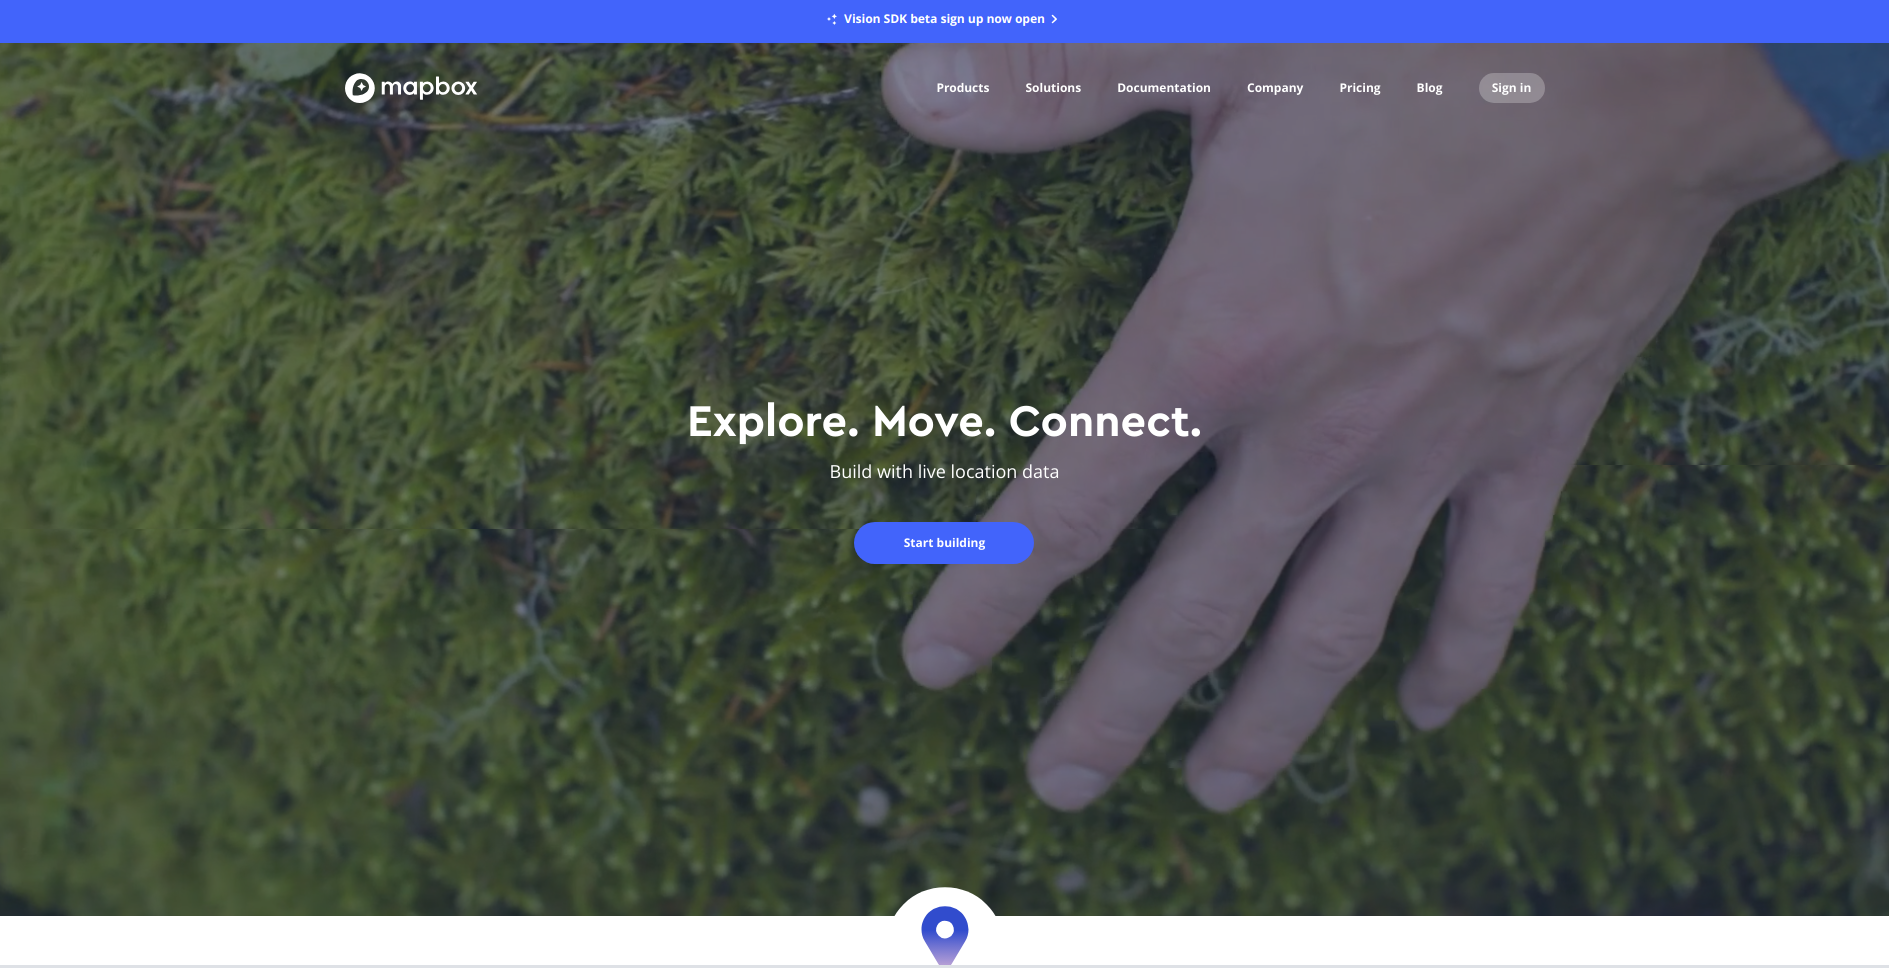 Vision SDK beta sign up now open
mapbox
Products Solutions Documentation Company Pricing Blog Sign in
Explore. Move. Connect.
Build with live location data
Start building